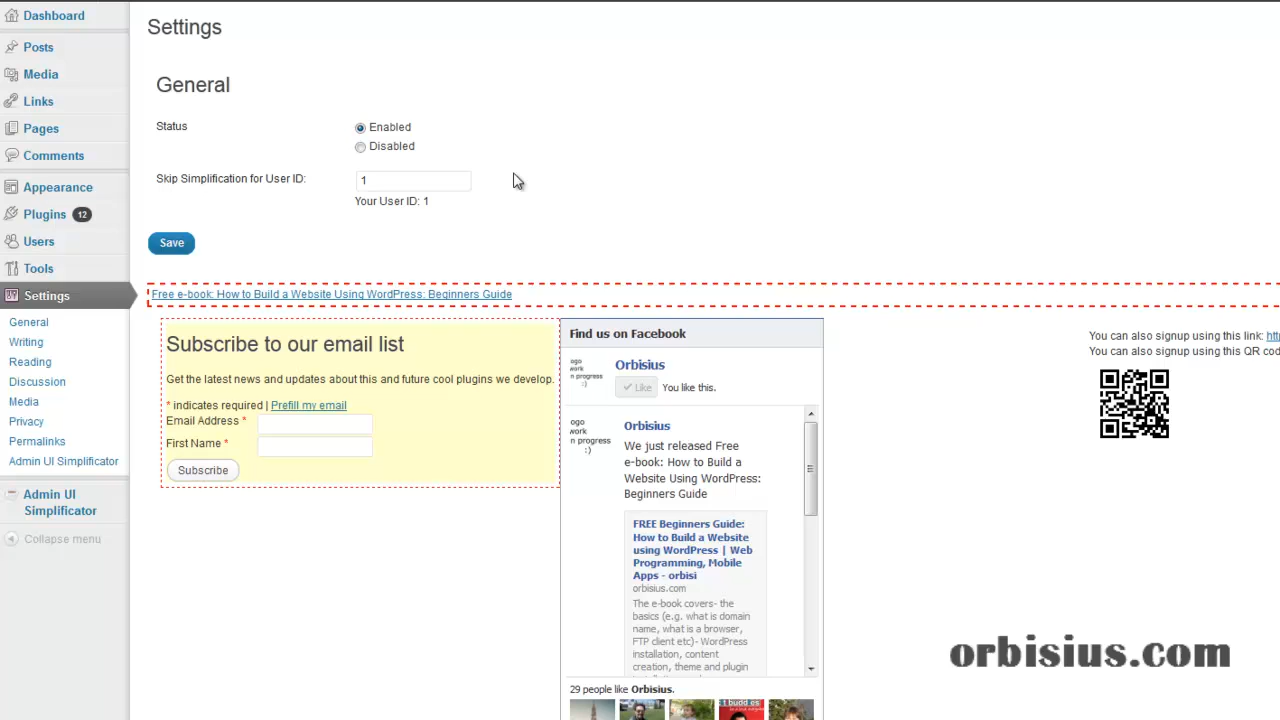 Dashboard
Posts
Media
Links
Pages
Comments
Appearance
Plugins 12
Users
Tools
Settings
General
Writing
Reading
Discussion
Media
Privacy
Permalinks
Admin UI Simplificator
Admin UI
Simplificator
Collapse menu
Settings
General
Status
Enabled
Disabled
Skip Simplification for User ID:
1
Your User ID: 1
Save
Free e-book: How to Build a Website Using WordPress: Beginners Guide
Subscribe to our email list
Get the latest news and updates about this and future cool plugins we develop.
* indicates required | Prefill my email
Email Address *
First Name *
Subscribe
Find us on Facebook
ogo
work
n progress
:)
Orbisius
Like
You like this.
ogo
work
n progress
:)
Orbisius
We just released Free
e-book: How to Build a
Website Using WordPress:
Beginners Guide
FREE Beginners Guide:
How to Build a Website
using WordPress | Web
Programming, Mobile
Apps - orbisi
orbisius.com
The e-book covers- the
basics (e.g. what is domain
name, what is a browser,
FTP client etc)- WordPress
installation, content
creation, theme and plugin
29 people like Orbisius.
You can also signup using this link:
You can also signup using this QR
orbisius.com